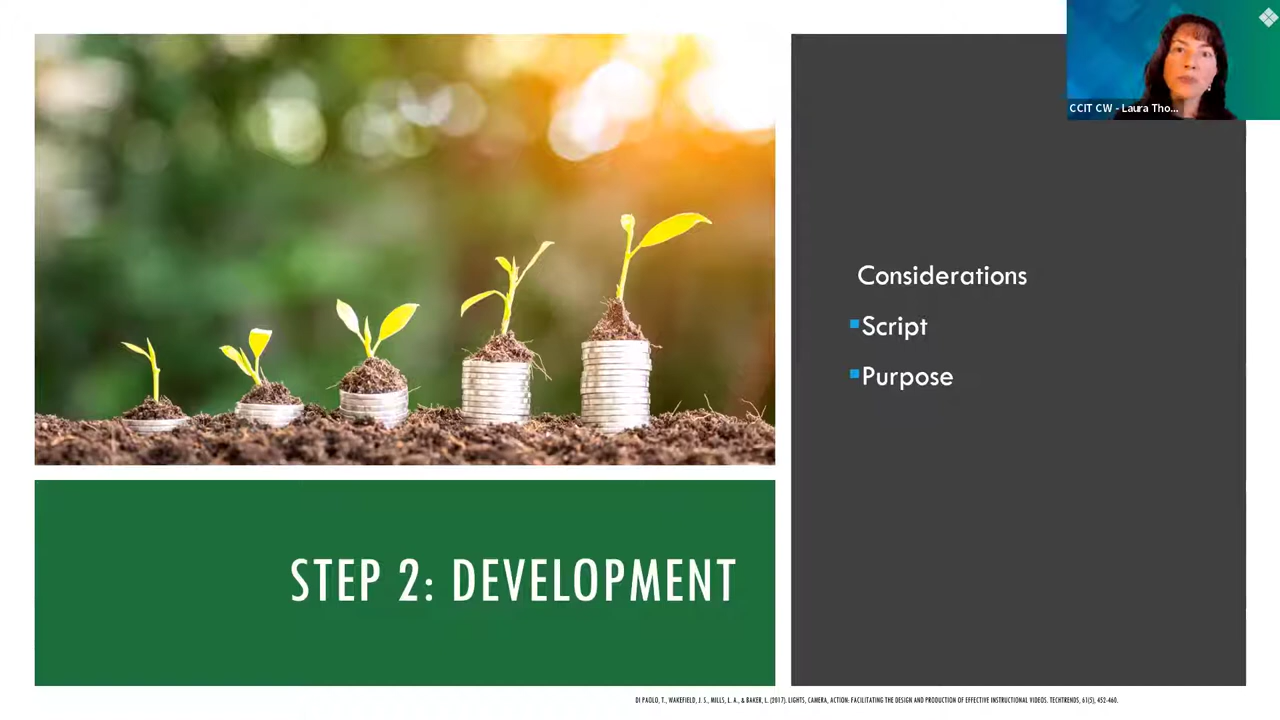 CCIT CW - Laura Tho...
Considerations
Script
Purpose
STEP 2: DEVELOPMENT
DI PAOLO, T., WAKEFIELD, J. S., MILLS, L. A., & BAKER, L. (2017). LIGHTS, CAMERA, ACTION: FACILITATING THE DESIGN AND PRODUCTION OF EFFECTIVE INSTRUCTIONAL VIDEOS. TECHTRENDS, 61(5), 452-460.